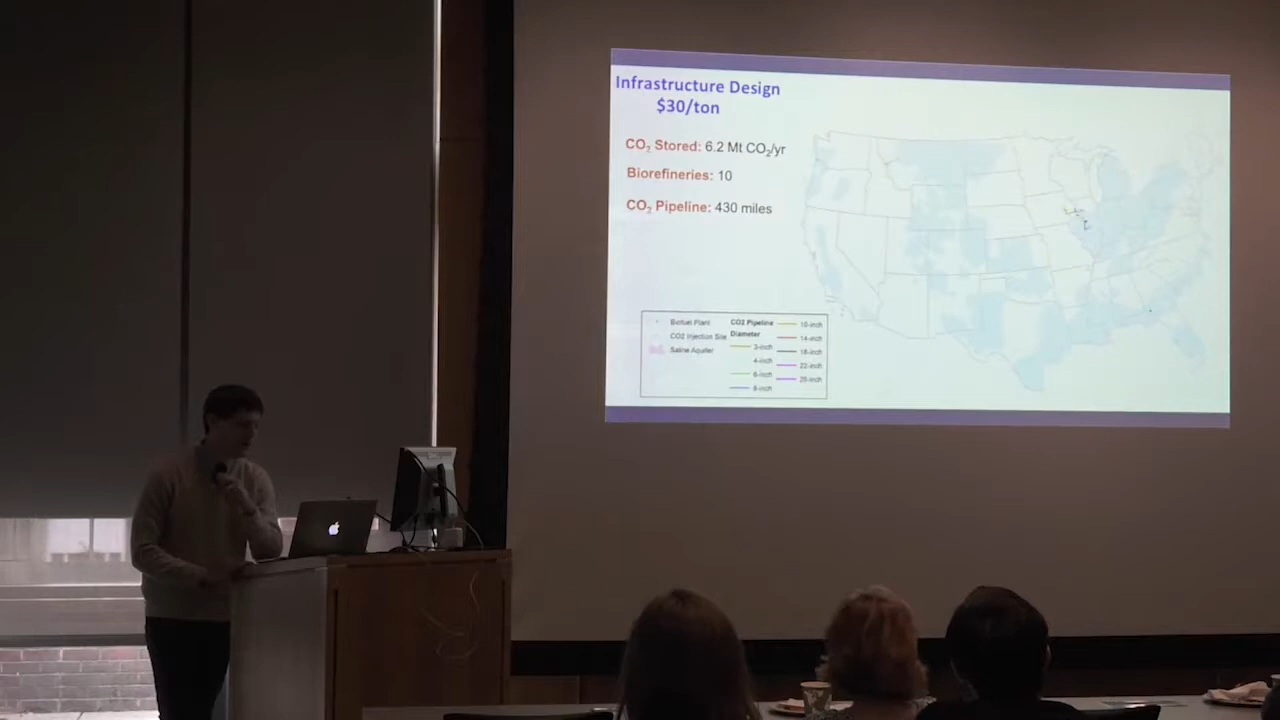 Infrastructure Design
$30/ton
CO₂ Stored: 6.2 Mt CO₂/yr
Biorefineries: 10
CO₂ Pipeline: 430 miles
Biofuel Plant
CO2 Injection Site
Saline Aquifer
CO2 Pipeline
Diameter
3-inch
4-inch
6-inch
8-inch
10-inch
14-inch
18-inch
22-inch
26-inch